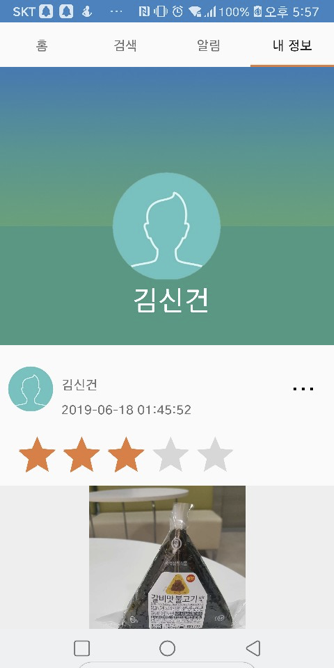 SKT ... 100% 오후 5:57
홈 검색 알림 내 정보
김신건
김신건
2019-06-18 01:45:52
갈비맛 불고기